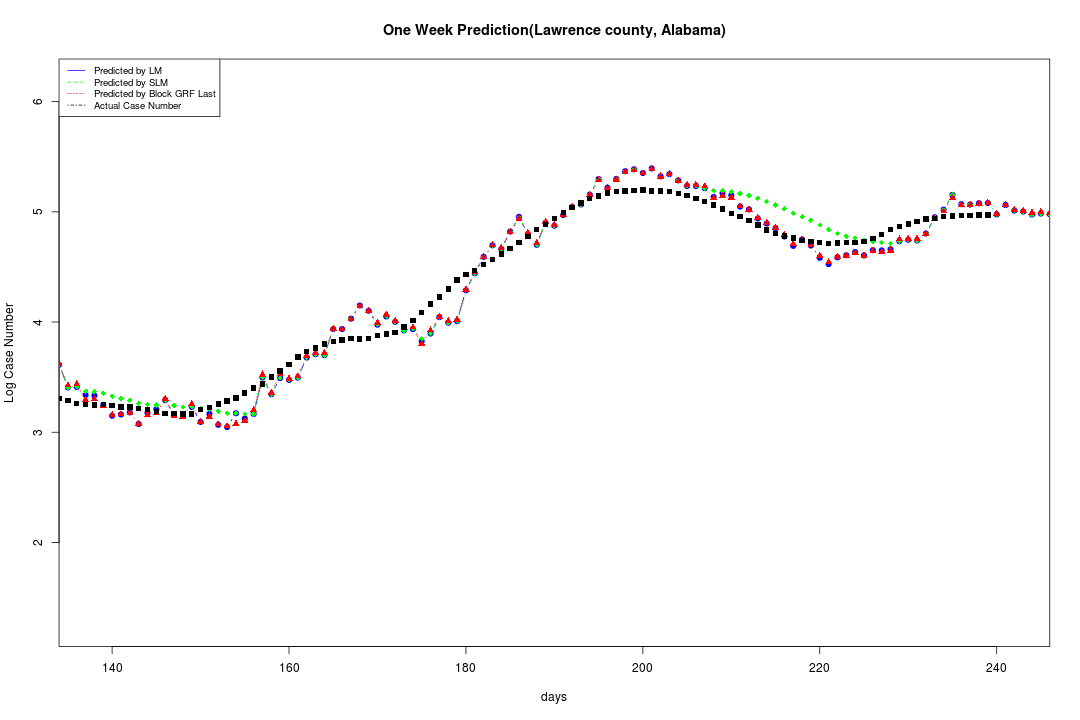 One Week Prediction(Lawrence county, Alabama)
Predicted by LM
Predicted by SLM
Predicted by Block GRF Last
Actual Case Number
6
5
4
3
2
Log Case Number
140 160 180 200 220 240
days